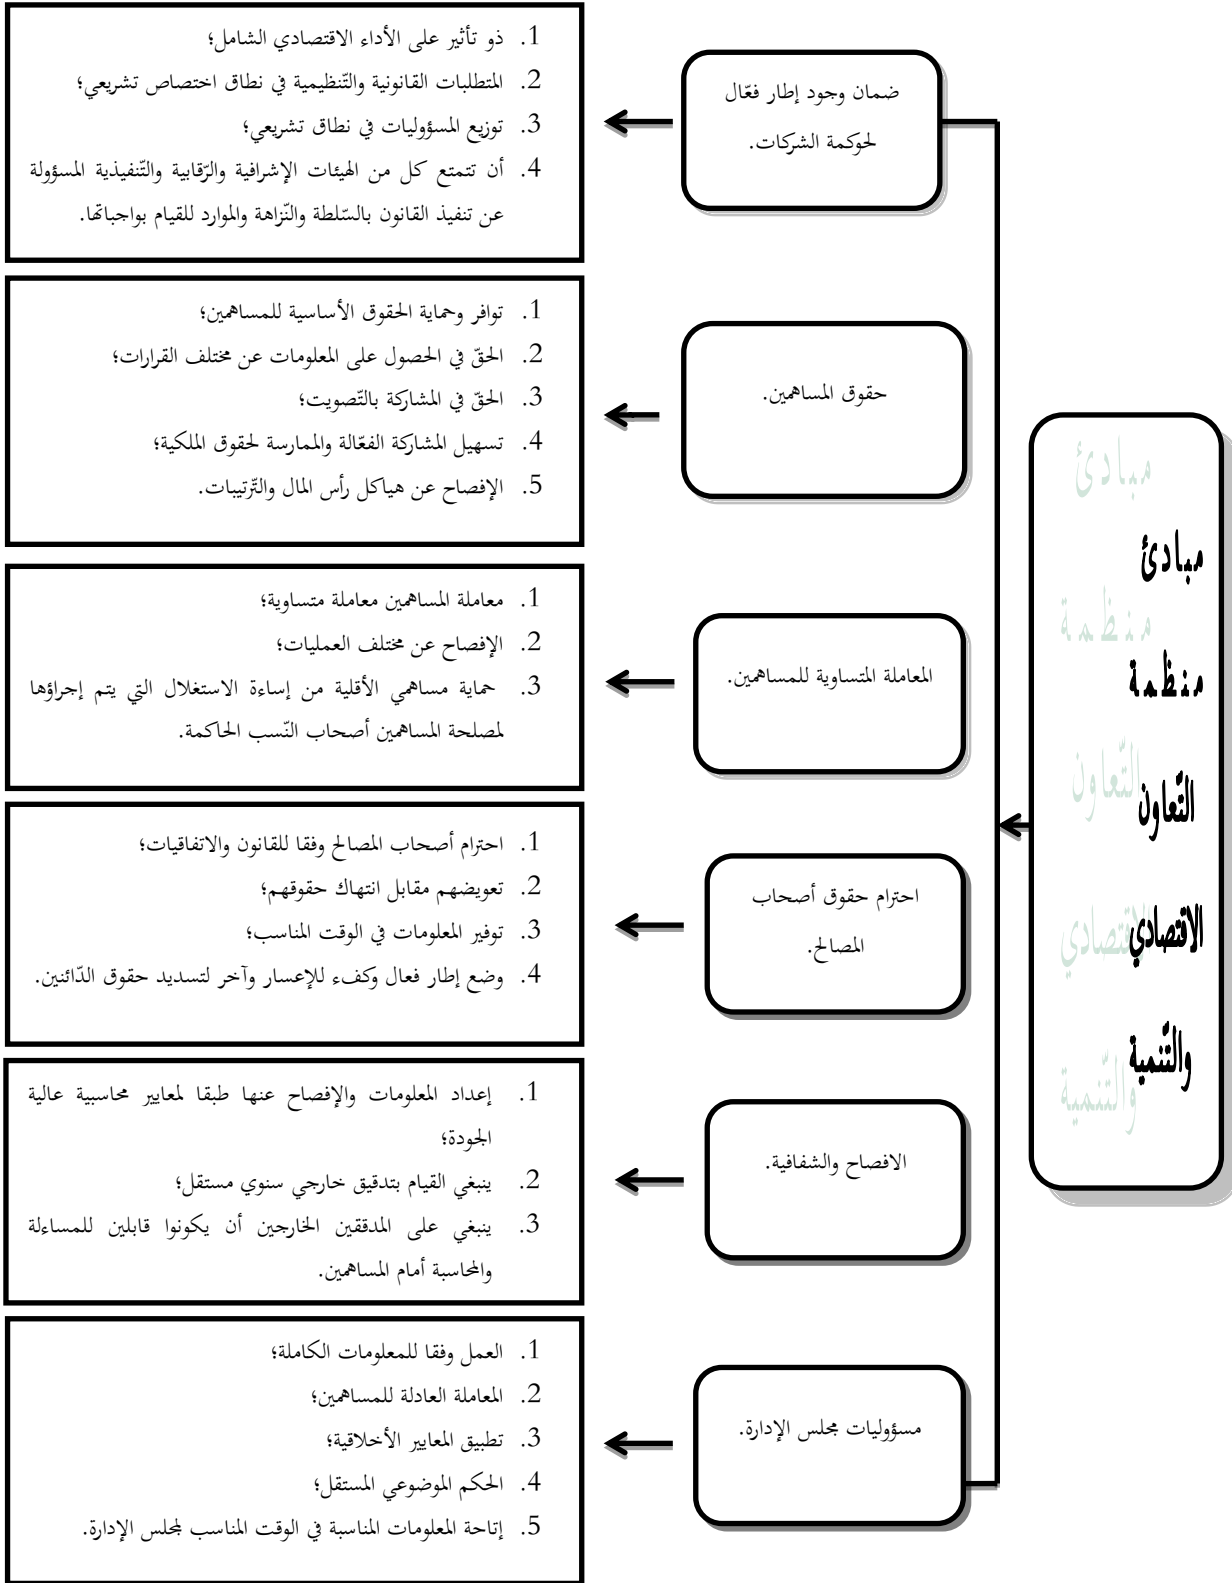 مبادئ
منظمة
التّعاون
الاقتصادي
والتّنمية
ضمان وجود إطار فعّال
لحوكمة الشركات.
1. ذو تأثير على الأداء الاقتصادي الشامل؛
2. المتطلبات القانونية والتّنظيمية في نطاق اختصاص تشريعي؛
3. توزيع المسؤوليات في نطاق تشريعي؛
4. أن تتمتع كل من الهيئات الإشرافية والرّقابية والتّنفيذية المسؤولة
عن تنفيذ القانون بالسّلطة والنّزاهة والموارد للقيام بواجباتها.
حقوق المساهمين.
1. توافر وحماية الحقوق الأساسية للمساهمين؛
2. الحقّ في الحصول على المعلومات عن مختلف القرارات؛
3. الحقّ في المشاركة بالتّصويت؛
4. تسهيل المشاركة الفعّالة والممارسة لحقوق الملكية؛
5. الإفصاح عن هياكل رأس المال والتّرتيبات.
المعاملة المتساوية للمساهمين.
1. معاملة المساهمين معاملة متساوية؛
2. الإفصاح عن مختلف العمليات؛
3. حماية مساهمي الأقلية من إساءة الاستغلال التي يتم إجراؤها
لمصلحة المساهمين أصحاب النّسب الحاكمة.
احترام حقوق أصحاب
المصالح.
1. احترام أصحاب المصالح وفقا للقانون والاتفاقيات؛
2. تعويضهم مقابل انتهاك حقوقهم؛
3. توفير المعلومات في الوقت المناسب؛
4. وضع إطار فعال وكفء للإعسار وآخر لتسديد حقوق الدّائنين.
الافصاح والشفافية.
1. إعداد المعلومات والإفصاح عنها طبقا لمعايير محاسبية عالية
الجودة؛
2. ينبغي القيام بتدقيق خارجي سنوي مستقل؛
3. ينبغي على المدققين الخارجين أن يكونوا قابلين للمساءلة
والمحاسبة أمام المساهمين.
مسؤوليات مجلس الإدارة.
1. العمل وفقا للمعلومات الكاملة؛
2. المعاملة العادلة للمساهمين؛
3. تطبيق المعايير الأخلاقية؛
4. الحكم الموضوعي المستقل؛
5. إتاحة المعلومات المناسبة في الوقت المناسب لمجلس الإدارة.